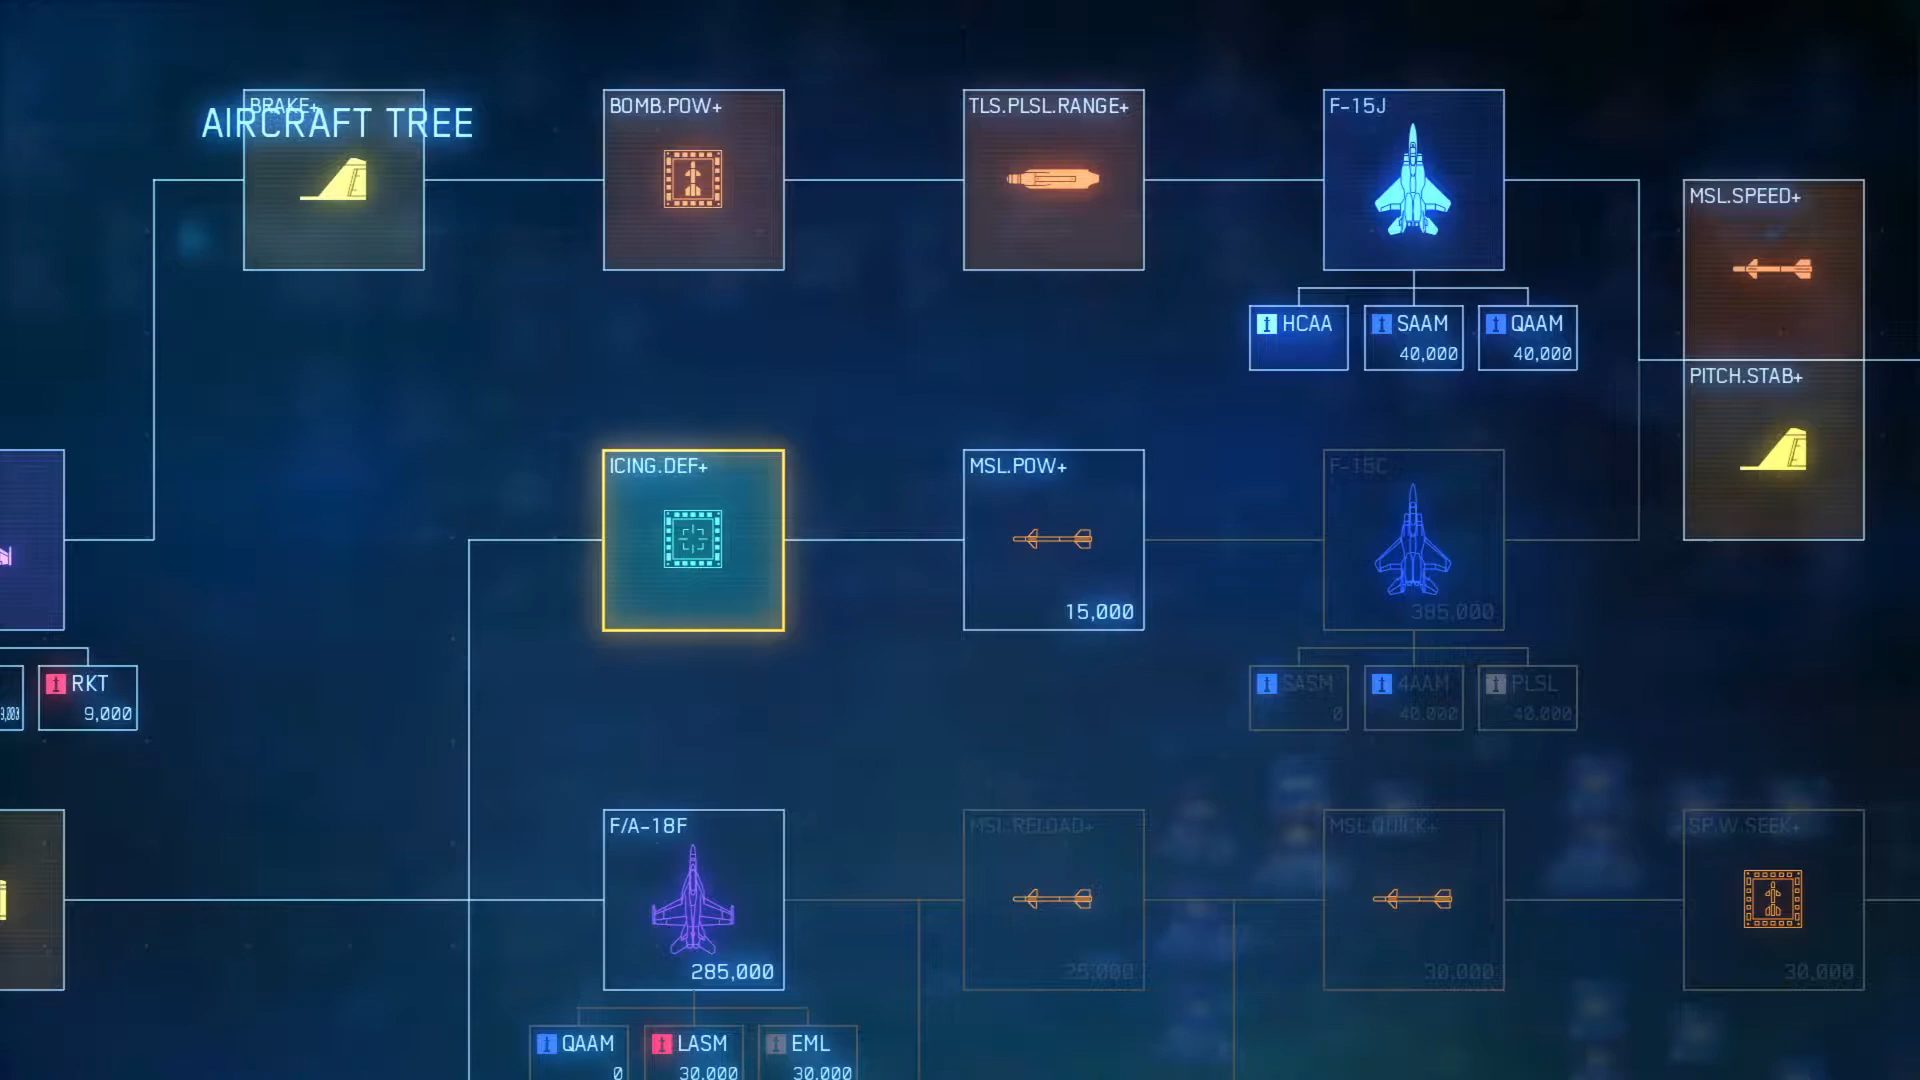 AIRCRAFT TREE
BRAKE+
BOMB.POW+
TLS.PLSL.RANGE+
F-15J
MSL.SPEED+
HCAA
SAAM
40,000
QAAM
40,000
PITCH.STAB+
ICING.DEF+
MSL.POW+
15,000
F-15C
385,000
RKT
9,000
SASM
0
4AAM
40,000
PLSL
40,000
F/A-18F
285,000
MSL.RELOAD+
25,000
MSL.QUICK+
30,000
SP.W.SEEK+
30,000
QAAM
0
LASM
30,000
EML
30,000